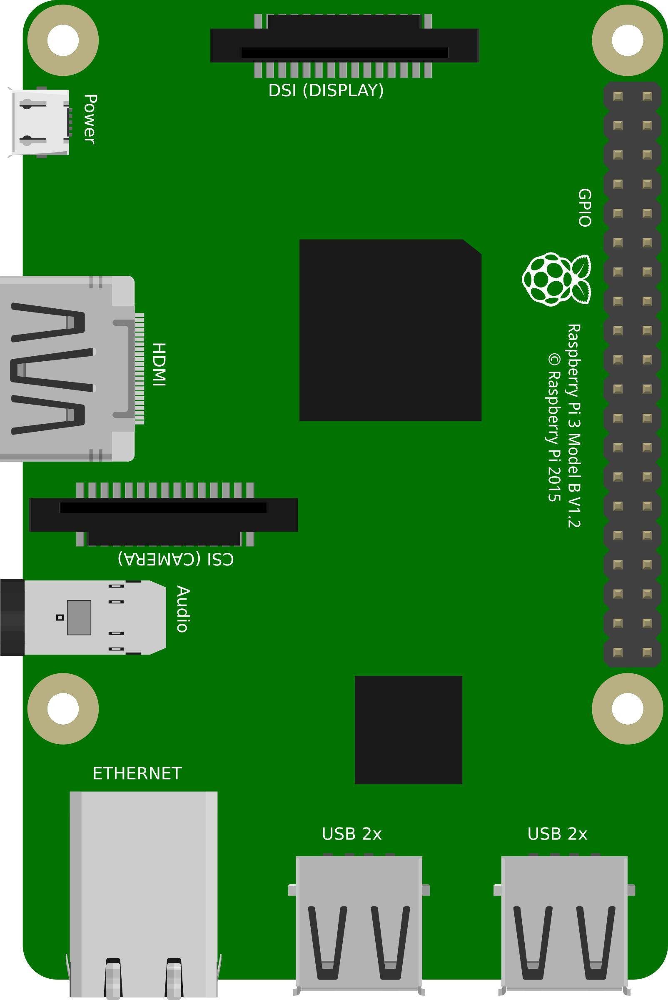 DSI (DISPLAY)
Power
GPIO
HDMI
Raspberry Pi 3 Model B V1.2
© Raspberry Pi 2015
CSI (CAMERA)
Audio
ETHERNET
USB 2x
USB 2x